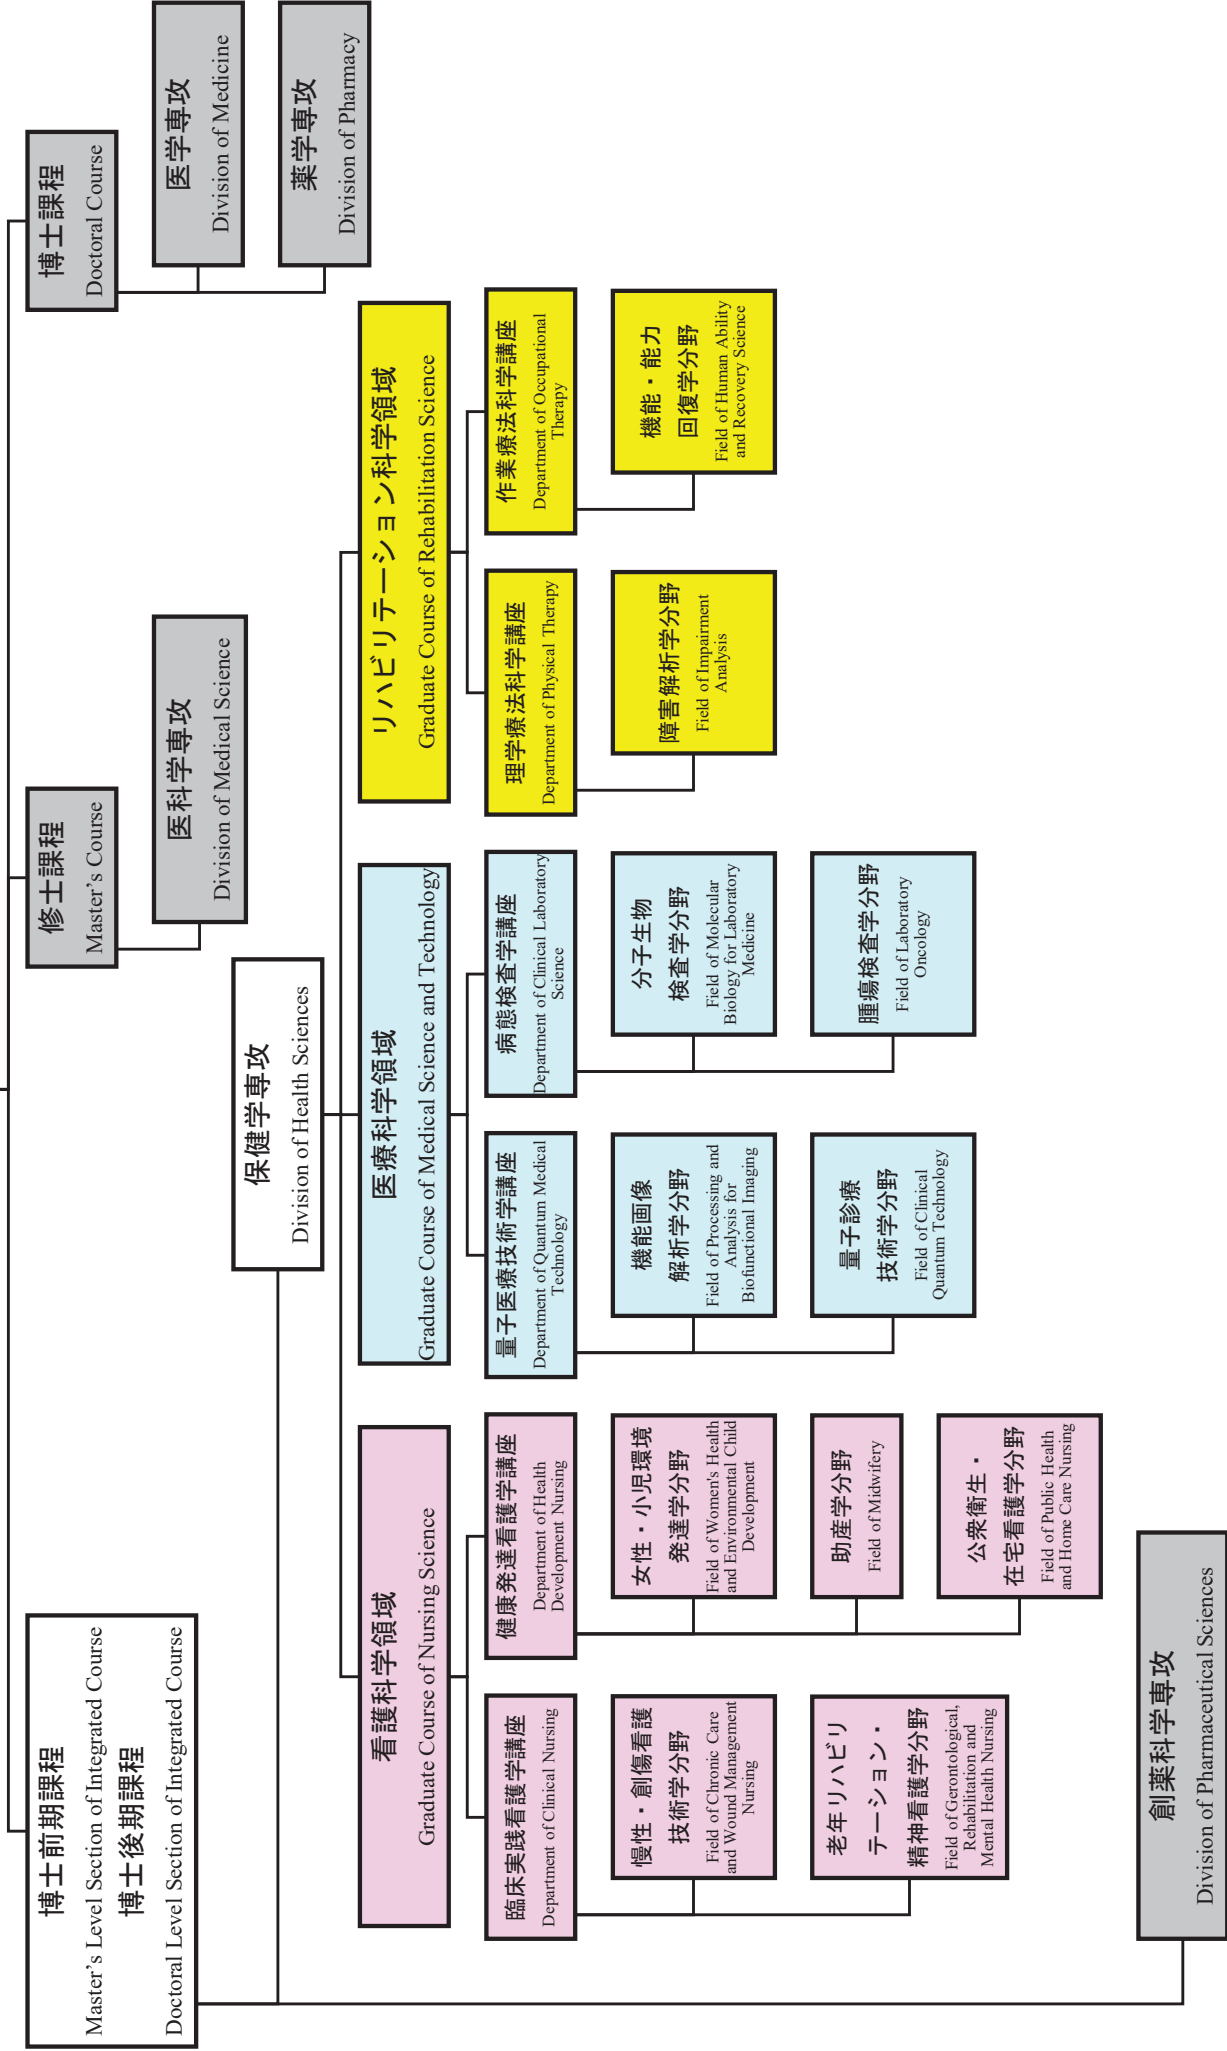 博士前期課程
Master's Level Section of Integrated Course
博士後期課程
Doctoral Level Section of Integrated Course
修士課程
Master's Course
博士課程
Doctoral Course
医科学専攻
Division of Medical Science
医学専攻
Division of Medicine
薬学専攻
Division of Pharmacy
保健学専攻
Division of Health Sciences
看護科学領域
Graduate Course of Nursing Science
医療科学領域
Graduate Course of Medical Science and Technology
リハビリテーション科学領域
Graduate Course of Rehabilitation Science
臨床実践看護学講座
Department of Clinical Nursing
健康発達看護学講座
Department of Health
Development Nursing
量子医療技術学講座
Department of Quantum Medical
Technology
病態検査学講座
Department of Clinical Laboratory
Science
理学療法科学講座
Department of Physical Therapy
作業療法科学講座
Department of Occupational
Therapy
慢性・創傷看護
技術学分野
Field of Chronic Care
and Wound Management
Nursing
女性・小児環境
発達学分野
Field of Women's Health
and Environmental Child
Development
機能画像
解析学分野
Field of Processing and
Analysis for
Biofunctional Imaging
分子生物
検査学分野
Field of Molecular
Biology for Laboratory
Medicine
障害解析学分野
Field of Impairment
Analysis
機能・能力
回復学分野
Field of Human Ability
and Recovery Science
老年リハビリ
テーション・
精神看護学分野
Field of Gerontological,
Rehabilitation and
Mental Health Nursing
助産学分野
Field of Midwifery
量子診療
技術学分野
Field of Clinical
Quantum Technology
腫瘍検査学分野
Field of Laboratory
Oncology
公衆衛生・
在宅看護学分野
Field of Public Health
and Home Care Nursing
創薬科学専攻
Division of Pharmaceutical Sciences